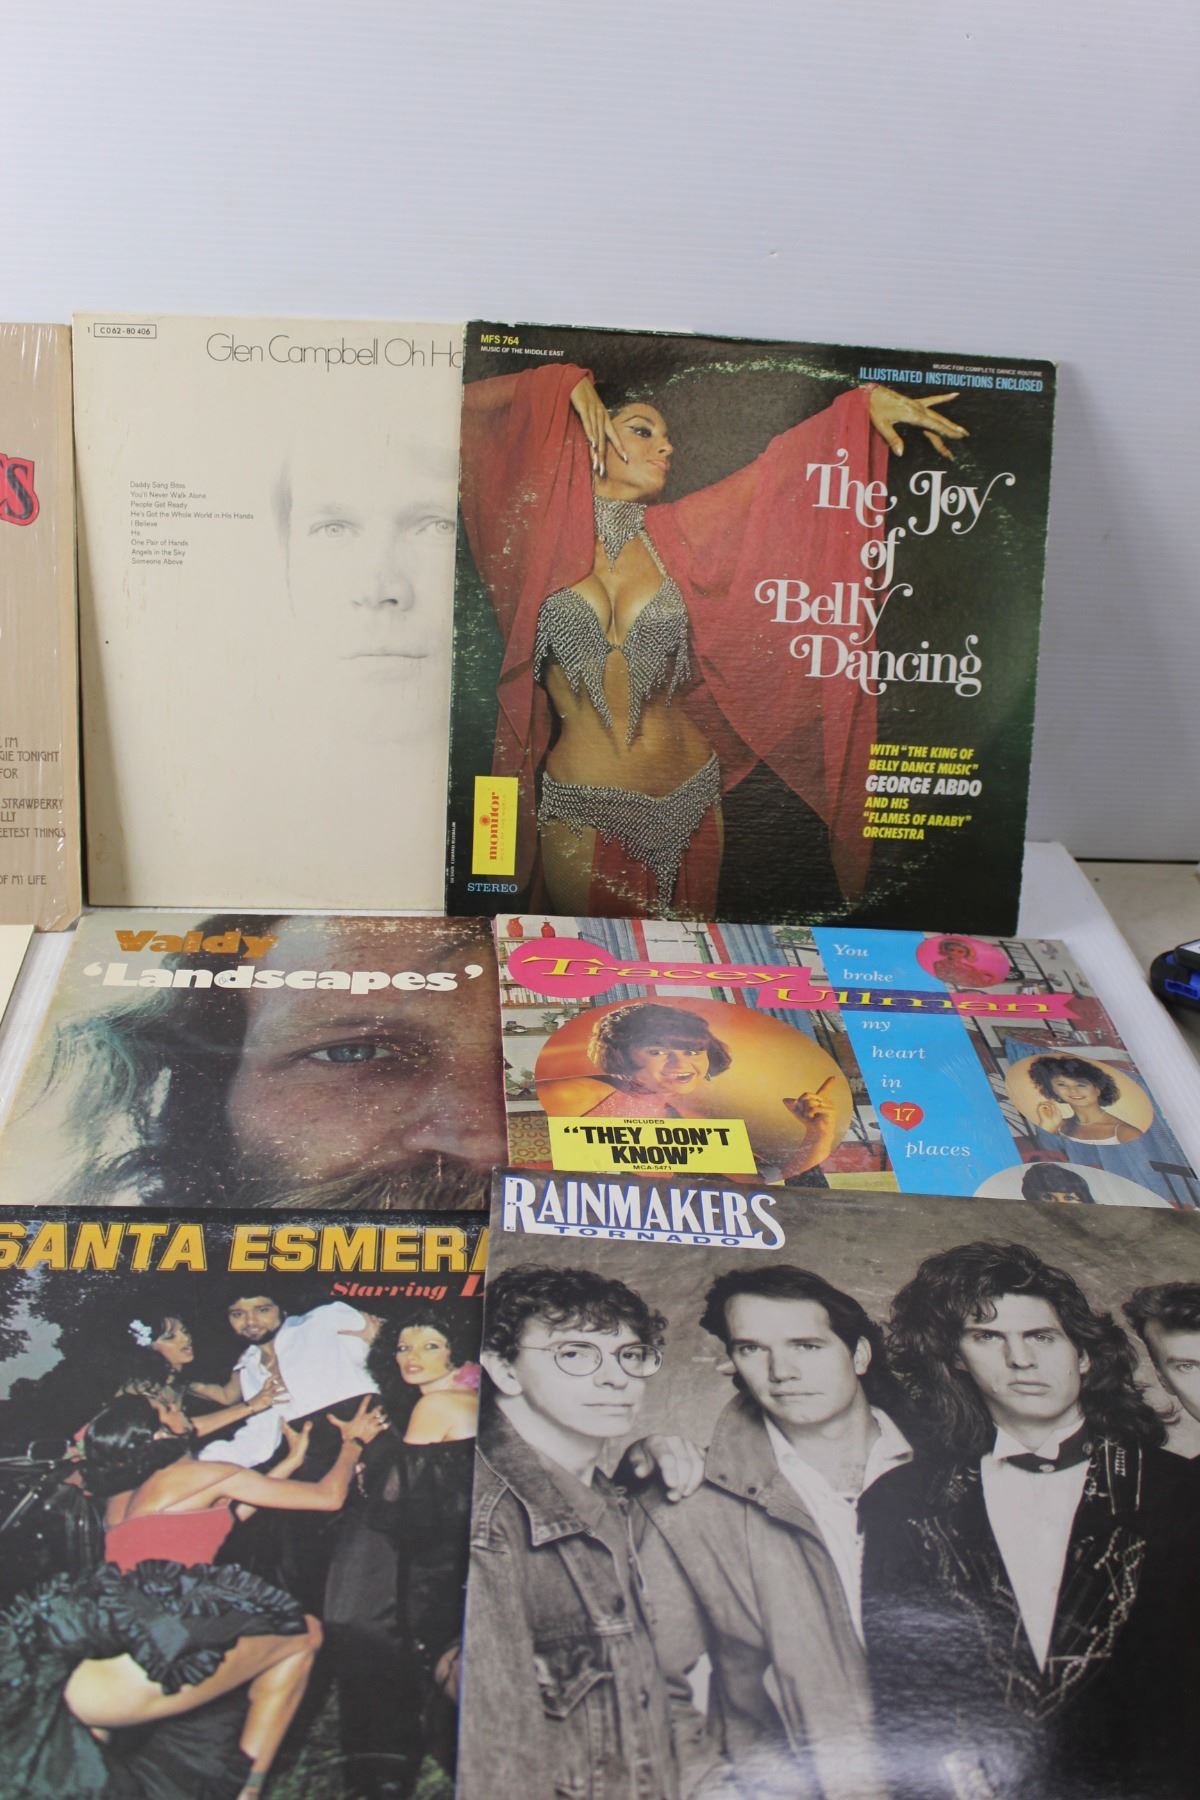 I'M
GIE TONIGHT
FOR
STRAWBERRY
LLY
EETEST THINGS
OF MY LIFE
1 C062-80 406
Glen Campbell Oh Ha
Daddy Sang Bass
You'll Never Walk Alone
People Get Ready
He's Got the Whole World in His Hands
I Believe
He
One Pair of Hands
Angels in the Sky
Someone Above
MFS 764
MUSIC OF THE MIDDLE EAST
MUSIC FOR COMPLETE DANCE ROUTINE
ILLUSTRATED INSTRUCTIONS ENCLOSED
The Joy
of
Belly
Dancing
WITH "THE KING OF
BELLY DANCE MUSIC"
GEORGE ABDO
AND HIS
"FLAMES OF ARABY"
ORCHESTRA
monitor
STEREO
Valdy
'Landscapes'
Tracey
Ullman
You
broke
my
heart
in
17
places
INCLUDES
"THEY DON'T
KNOW"
MCA-5471
SANTA ESMERA
Starring L
RAINMAKERS
TORNADO